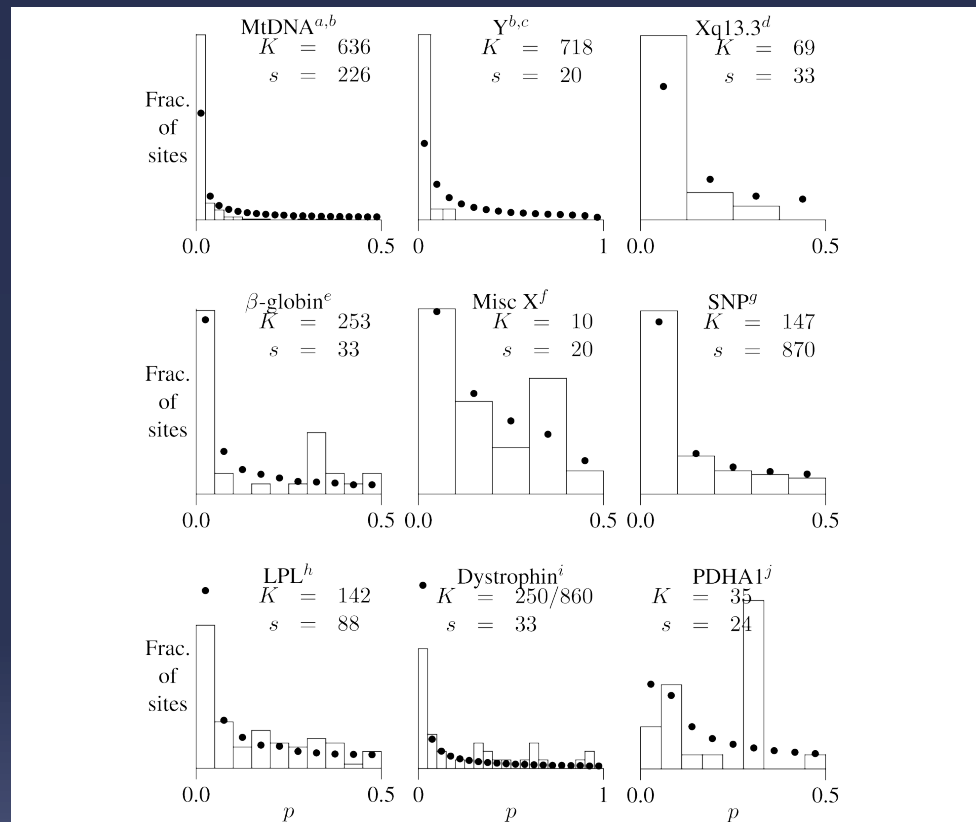 MtDNA^a,b
K = 636
s = 226
Y^b,c
K = 718
s = 20
Xq13.3^d
K = 69
s = 33
Frac.
of
sites
0.0 0.5 0 1 0.0 0.5
β-globin^e
K = 253
s = 33
Misc X^f
K = 10
s = 20
SNP^g
K = 147
s = 870
Frac.
of
sites
0.0 0.5 0.0 0.5 0.0 0.5
LPL^h
K = 142
s = 88
Dystrophin^i
K = 250/860
s = 33
PDHA1^j
K = 35
s = 24
Frac.
of
sites
0.0 0.5 0 1 0.0 0.5
p p p